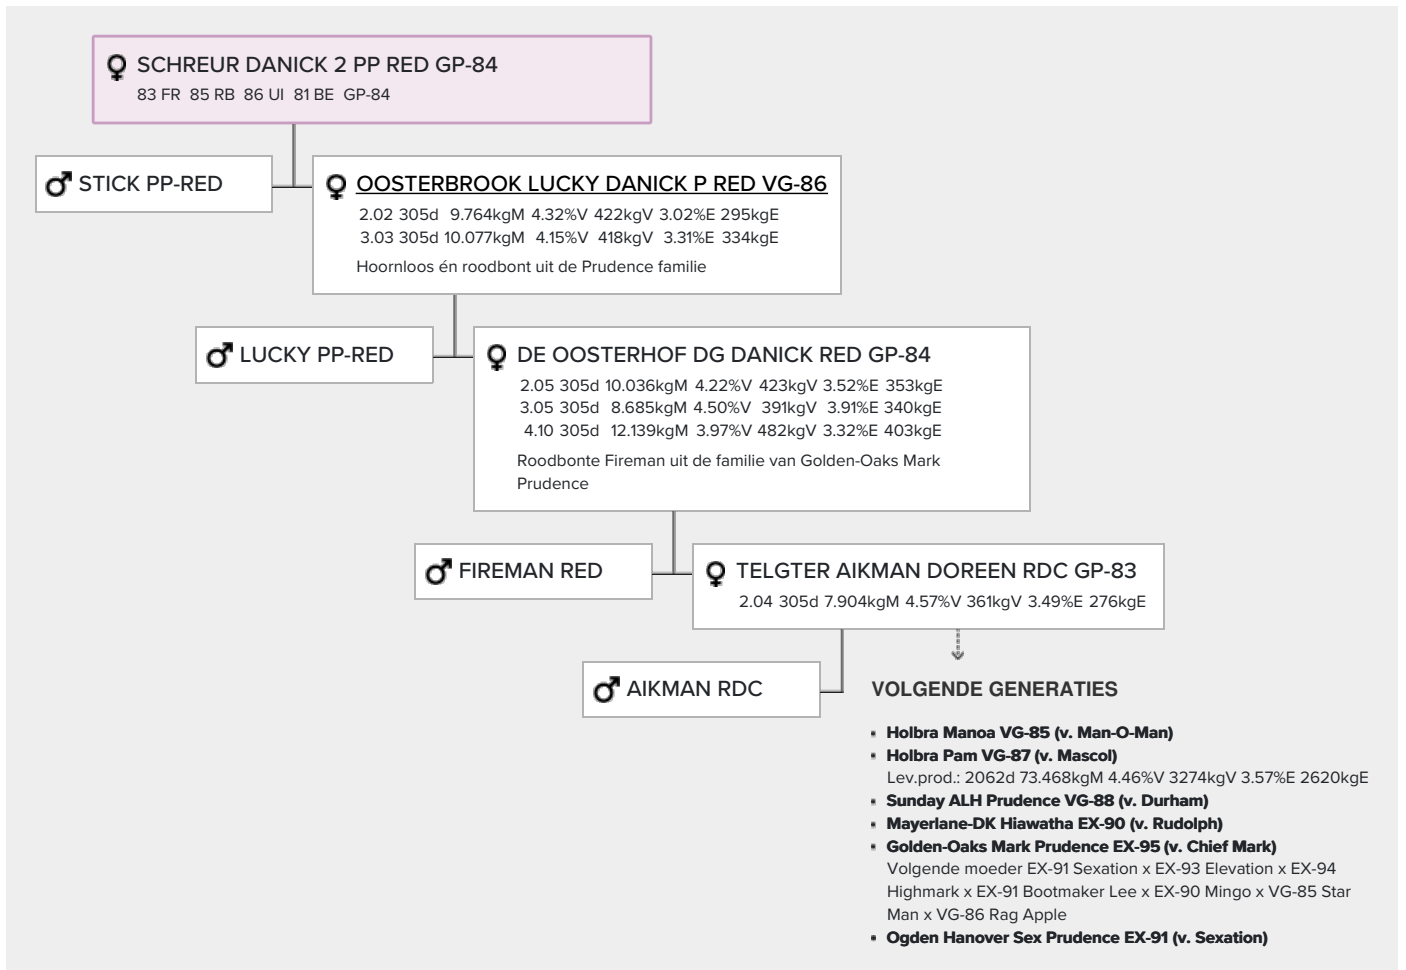 SCHREUR DANICK 2 PP RED GP-84
83 FR 85 RB 86 UI 81 BE GP-84
STICK PP-RED
OOSTERBROOK LUCKY DANICK P RED VG-86
2.02 305d 9.764kgM 4.32%V 422kgV 3.02%E 295kgE
3.03 305d 10.077kgM 4.15%V 418kgV 3.31%E 334kgE
Hoornloos én roodbont uit de Prudence familie
LUCKY PP-RED
DE OOSTERHOF DG DANICK RED GP-84
2.05 305d 10.036kgM 4.22%V 423kgV 3.52%E 353kgE
3.05 305d 8.685kgM 4.50%V 391kgV 3.91%E 340kgE
4.10 305d 12.139kgM 3.97%V 482kgV 3.32%E 403kgE
Roodbonte Fireman uit de familie van Golden-Oaks Mark
Prudence
FIREMAN RED
TELGTER AIKMAN DOREEN RDC GP-83
2.04 305d 7.904kgM 4.57%V 361kgV 3.49%E 276kgE
AIKMAN RDC
VOLGENDE GENERATIES
Holbra Manoa VG-85 (v. Man-O-Man)
Holbra Pam VG-87 (v. Mascol)
Lev.prod.: 2062d 73.468kgM 4.46%V 3274kgV 3.57%E 2620kgE
Sunday ALH Prudence VG-88 (v. Durham)
Mayerlane-DK Hiawatha EX-90 (v. Rudolph)
Golden-Oaks Mark Prudence EX-95 (v. Chief Mark)
Volgende moeder EX-91 Sexation x EX-93 Elevation x EX-94
Highmark x EX-91 Bootmaker Lee x EX-90 Mingo x VG-85 Star
Man x VG-86 Rag Apple
Ogden Hanover Sex Prudence EX-91 (v. Sexation)